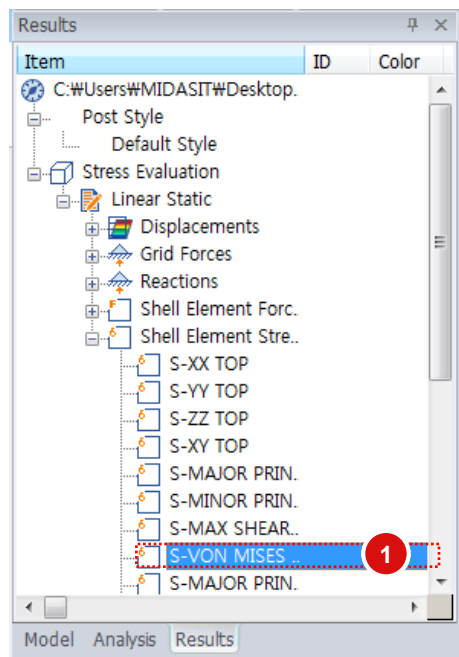 Results
Item ID Color
C:₩Users₩MIDASIT₩Desktop.
Post Style
Default Style
Stress Evaluation
Linear Static
Displacements
Grid Forces
Reactions
Shell Element Forc..
Shell Element Stre..
S-XX TOP
S-YY TOP
S-ZZ TOP
S-XY TOP
S-MAJOR PRIN.
S-MINOR PRIN.
S-MAX SHEAR..
S-VON MISES .. 1
S-MAJOR PRIN.
Model Analysis Results